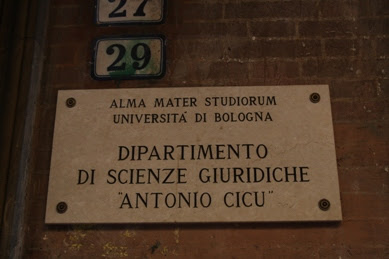 27
29
ALMA MATER STUDIORUM
UNIVERSITA' DI BOLOGNA
DIPARTIMENTO
DI SCIENZE GIURIDICHE
"ANTONIO CICU"